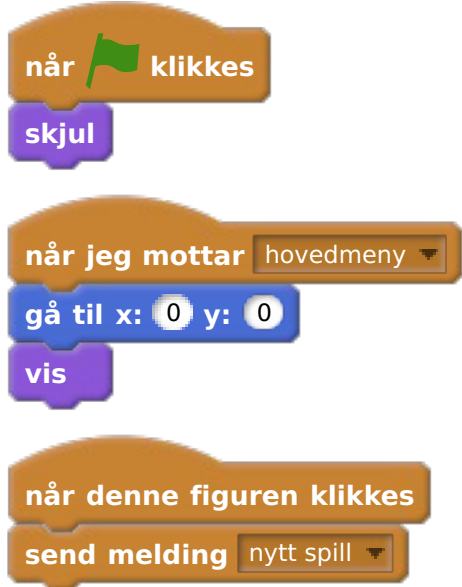 når klikkes
skjul
når jeg mottar hovedmeny
gå til x: 0 y: 0
vis
når denne figuren klikkes
send melding nytt spill